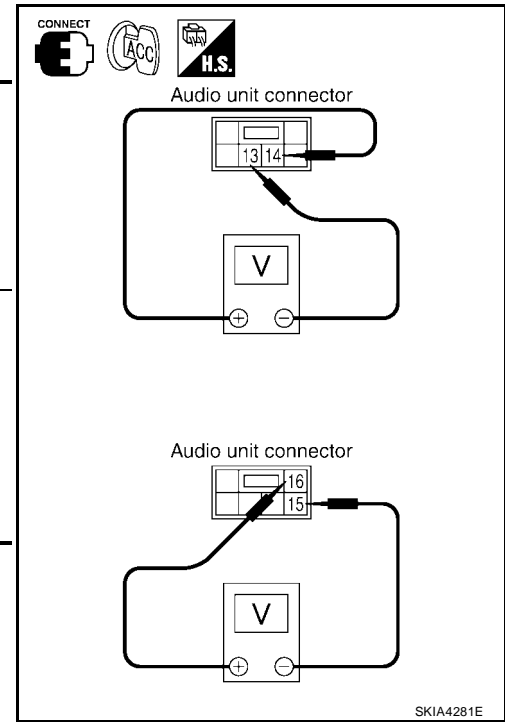 CONNECT
ACC
H.S.
Audio unit connector
13 14
V
+ -
Audio unit connector
16
15
V
+ -
SKIA4281E